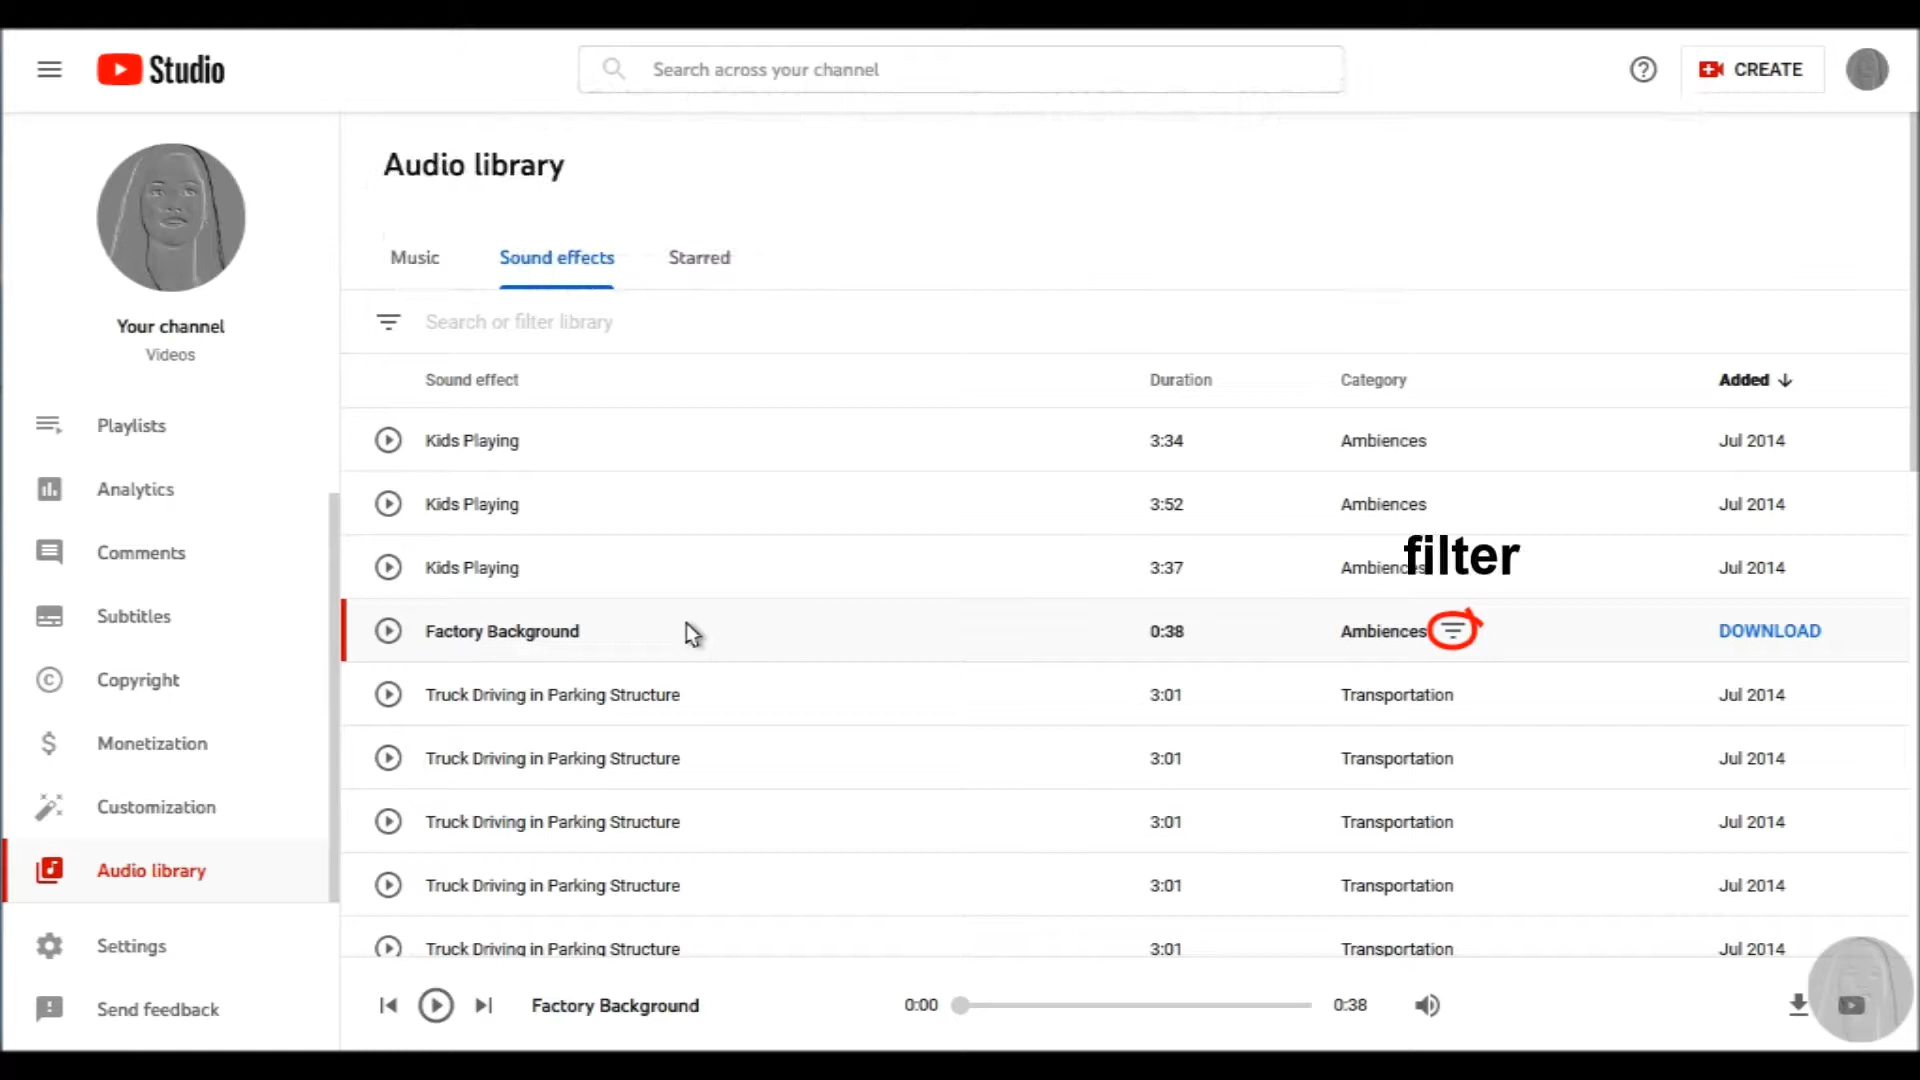 Studio
Search across your channel
CREATE
Audio library
Your channel
Videos
Music Sound effects Starred
Search or filter library
Sound effect Duration Category Added
Kids Playing 3:34 Ambiences Jul 2014
Kids Playing 3:52 Ambiences Jul 2014
filter
Kids Playing 3:37 Ambiences Jul 2014
Factory Background 0:38 Ambiences DOWNLOAD
Truck Driving in Parking Structure 3:01 Transportation Jul 2014
Truck Driving in Parking Structure 3:01 Transportation Jul 2014
Truck Driving in Parking Structure 3:01 Transportation Jul 2014
Truck Driving in Parking Structure 3:01 Transportation Jul 2014
Truck Driving in Parking Structure 3:01 Transportation Jul 2014
Playlists
Analytics
Comments
Subtitles
Copyright
Monetization
Customization
Audio library
Settings
Send feedback
Factory Background 0:00 0:38